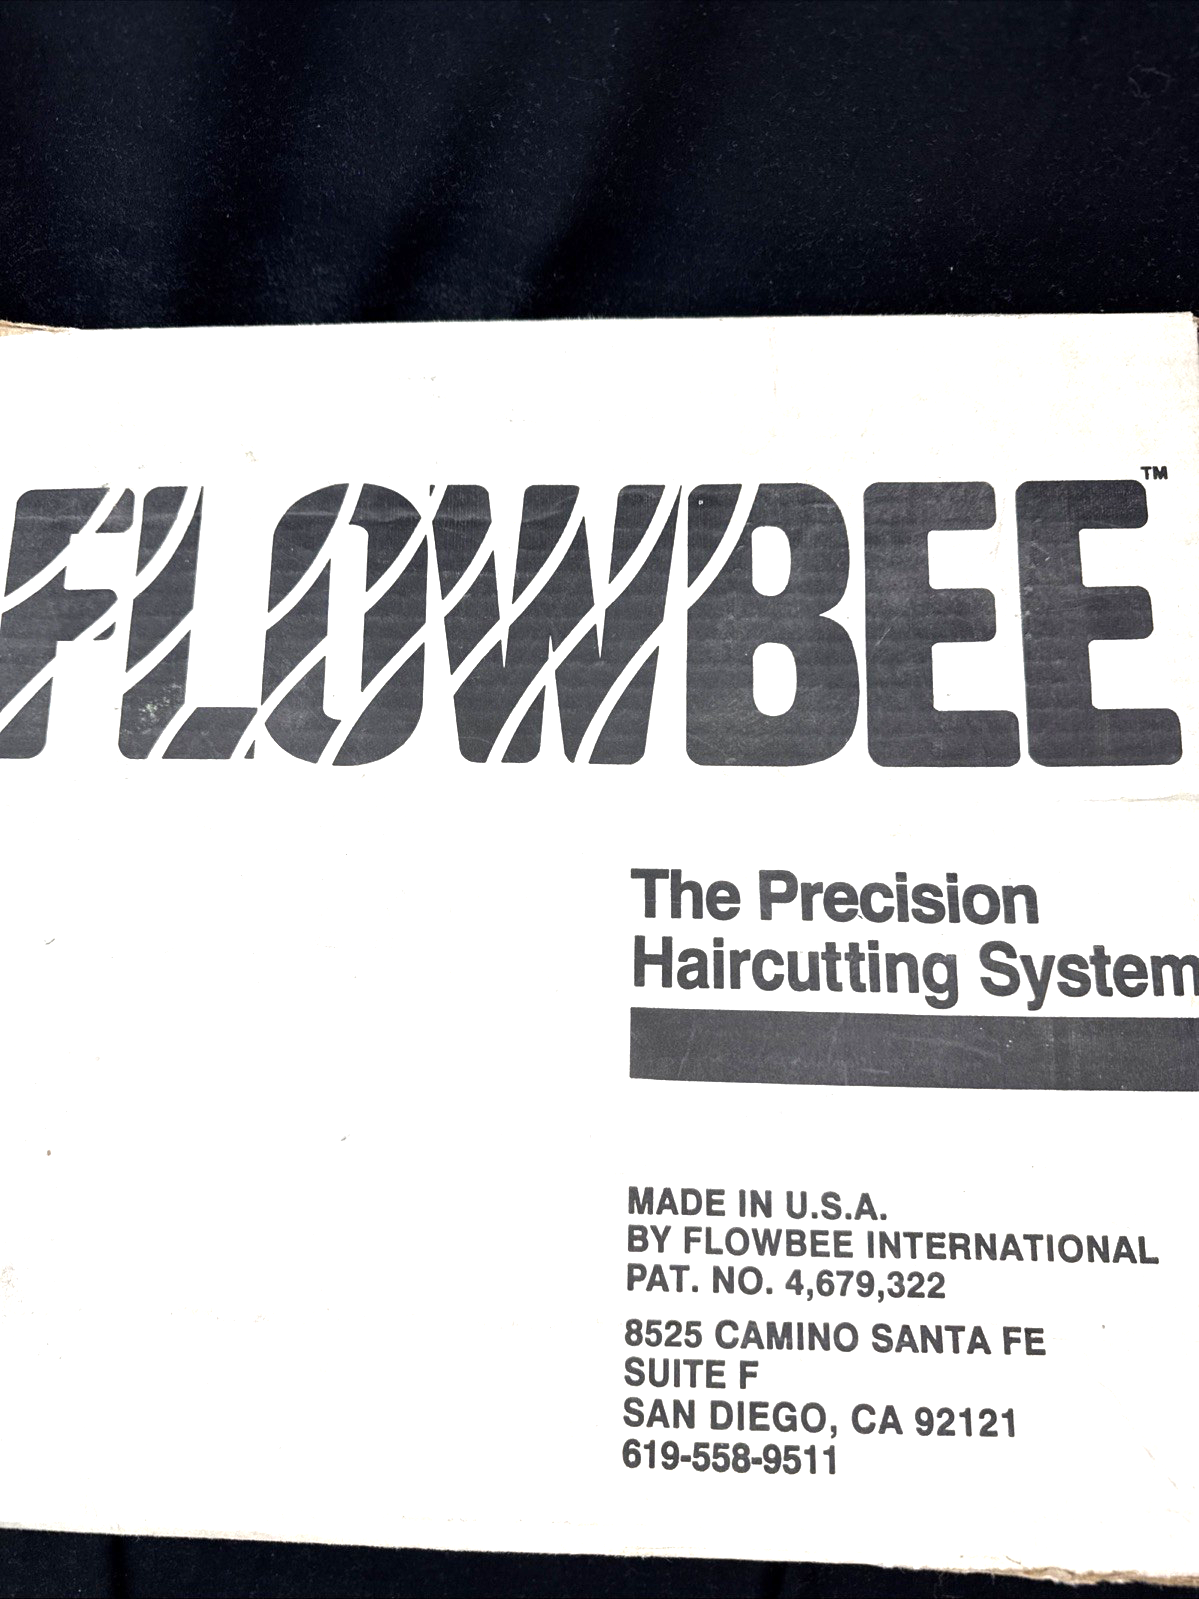 FLOWBEE™
The Precision
Haircutting System
MADE IN U.S.A.
BY FLOWBEE INTERNATIONAL
PAT. NO. 4,679,322
8525 CAMINO SANTA FE
SUITE F
SAN DIEGO, CA 92121
619-558-9511